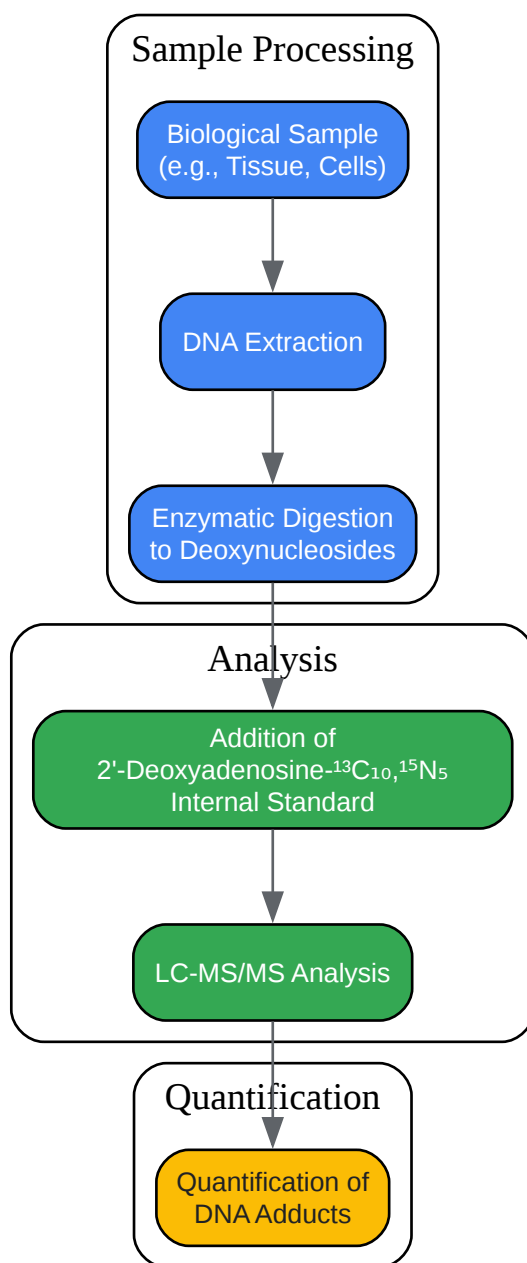 Sample Processing
Biological Sample
(e.g., Tissue, Cells)
DNA Extraction
Enzymatic Digestion
to Deoxynucleosides
Analysis
Addition of
2'-Deoxyadenosine-¹³C₁₀,¹⁵N₅
Internal Standard
LC-MS/MS Analysis
Quantification
Quantification of
DNA Adducts